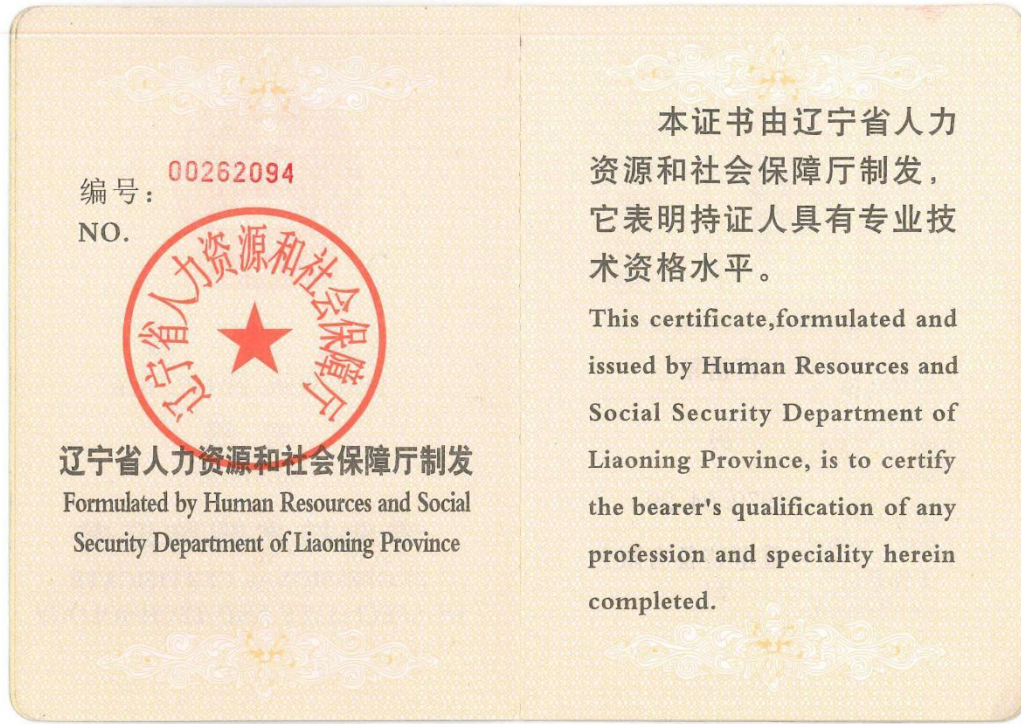 编号：00262094
NO.
辽宁省人力资源和社会保障厅
辽宁省人力资源和社会保障厅制发
Formulated by Human Resources and Social
Security Department of Liaoning Province
本证书由辽宁省人力
资源和社会保障厅制发，
它表明持证人具有专业技
术资格水平。
This certificate,formulated and
issued by Human Resources and
Social Security Department of
Liaoning Province, is to certify
the bearer's qualification of any
profession and speciality herein
completed.